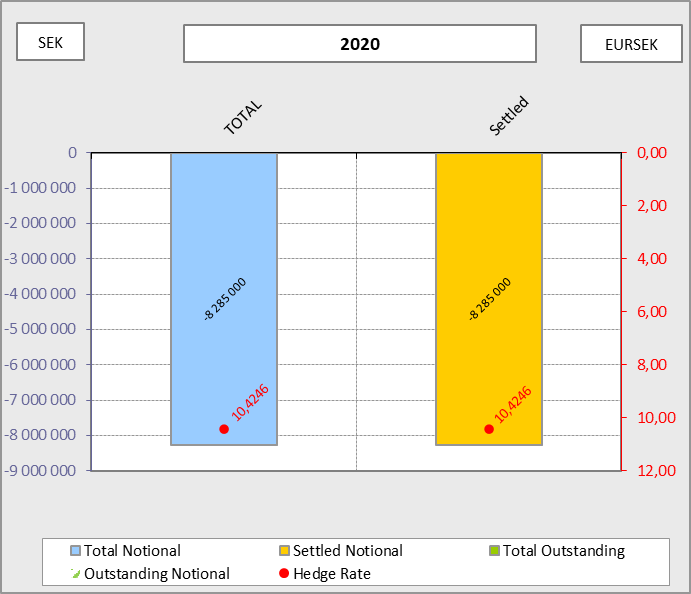 SEK
2020
EURSEK
TOTAL
Settled
0
-1 000 000
-2 000 000
-3 000 000
-4 000 000
-5 000 000
-6 000 000
-7 000 000
-8 000 000
-9 000 000
-8 285 000
10,4246
-8 285 000
10,4246
0,00
2,00
4,00
6,00
8,00
10,00
12,00
Total Notional
Settled Notional
Total Outstanding
Outstanding Notional
Hedge Rate